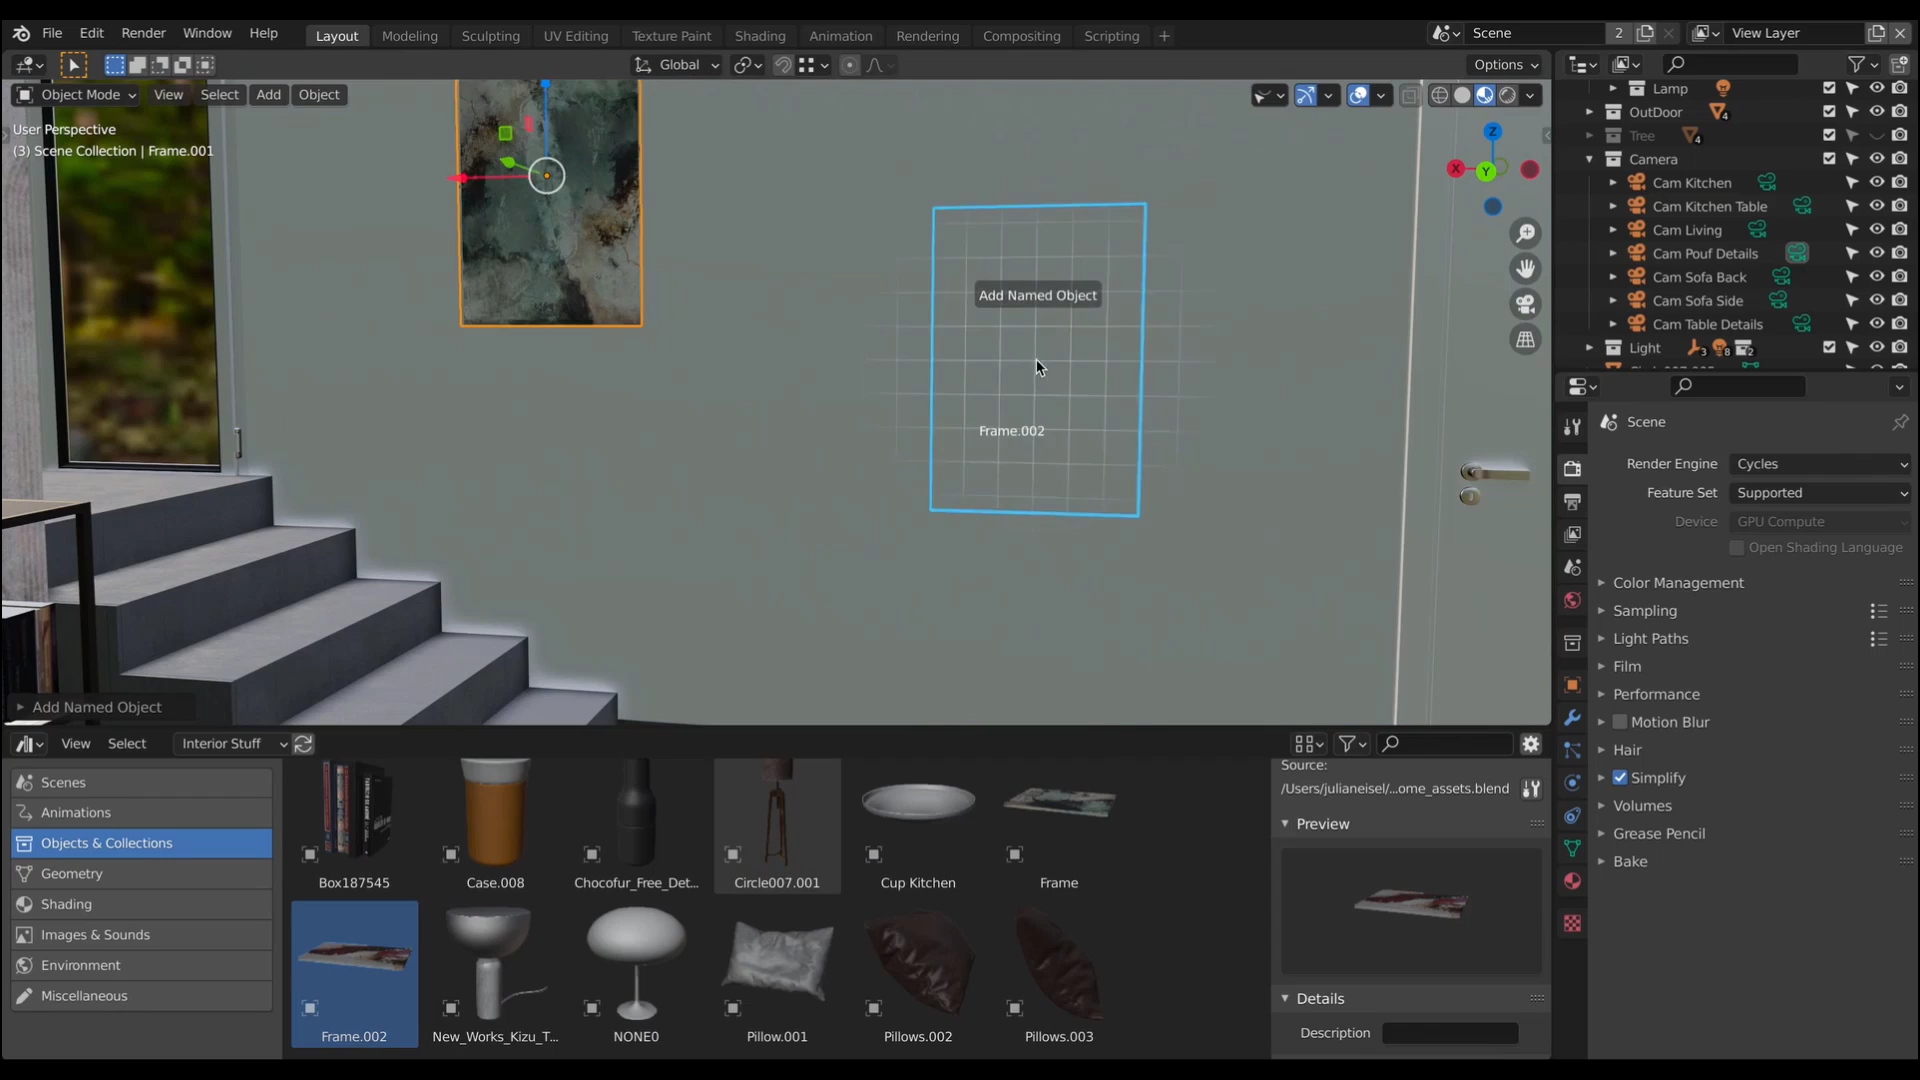 File Edit Render Window Help
Layout Modeling Sculpting UV Editing Texture Paint Shading Animation Rendering Compositing Scripting
Scene 2 View Layer
Global Options
Object Mode View Select Add Object
User Perspective
(3) Scene Collection | Frame.001
Z
X
Y
Add Named Object
Frame.002
Add Named Object
Lamp
OutDoor 4
Tree 4
Camera
Cam Kitchen
Cam Kitchen Table
Cam Living
Cam Pouf Details
Cam Sofa Back
Cam Sofa Side
Cam Table Details
Light 3 8 2
Scene
Render Engine Cycles
Feature Set Supported
Device GPU Compute
Open Shading Language
Color Management
Sampling
Light Paths
Film
Performance
Motion Blur
Hair
Simplify
Volumes
Grease Pencil
Bake
View Select Interior Stuff
Scenes
Animations
Objects & Collections
Geometry
Shading
Images & Sounds
Environment
Miscellaneous
Box187545 Case.008 Chocofur_Free_Det... Circle007.001 Cup Kitchen Frame
Frame.002 New_Works_Kizu_T... NONE0 Pillow.001 Pillows.002 Pillows.003
Source:
/Users/julianeisel/...ome_assets.blend
Preview
Details
Description